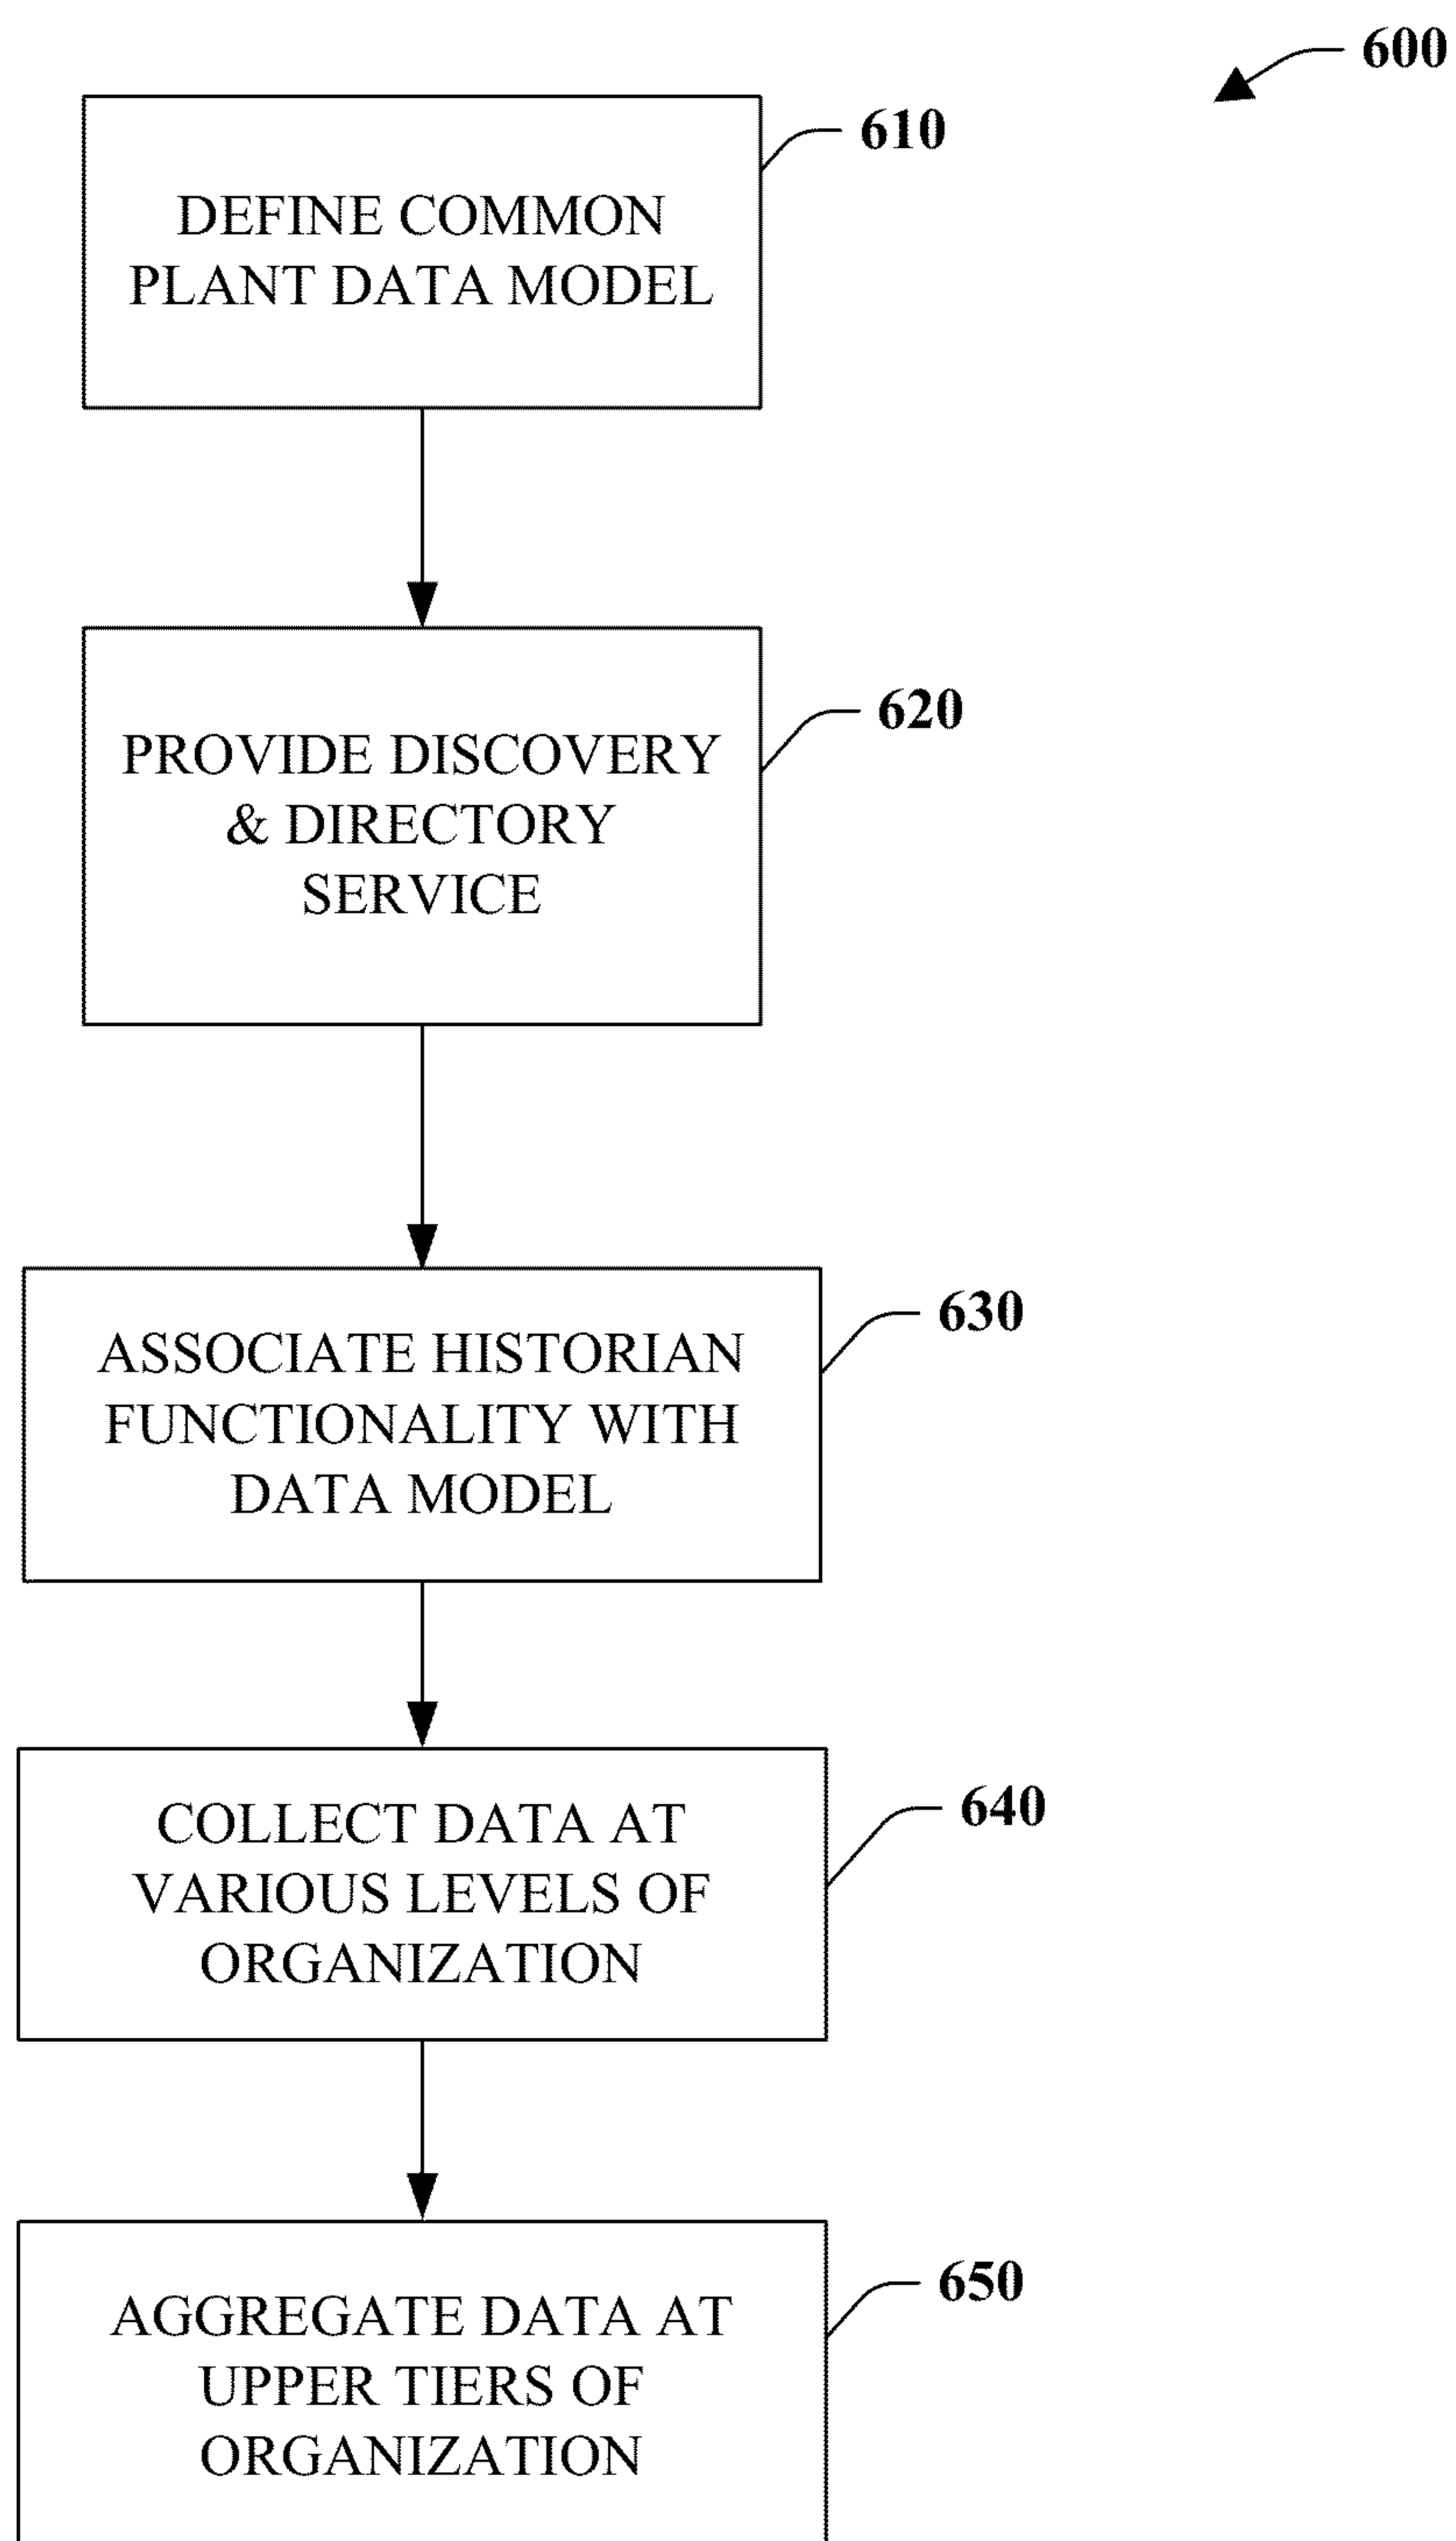 600
610
DEFINE COMMON
PLANT DATA MODEL
620
PROVIDE DISCOVERY
& DIRECTORY
SERVICE
630
ASSOCIATE HISTORIAN
FUNCTIONALITY WITH
DATA MODEL
640
COLLECT DATA AT
VARIOUS LEVELS OF
ORGANIZATION
650
AGGREGATE DATA AT
UPPER TIERS OF
ORGANIZATION